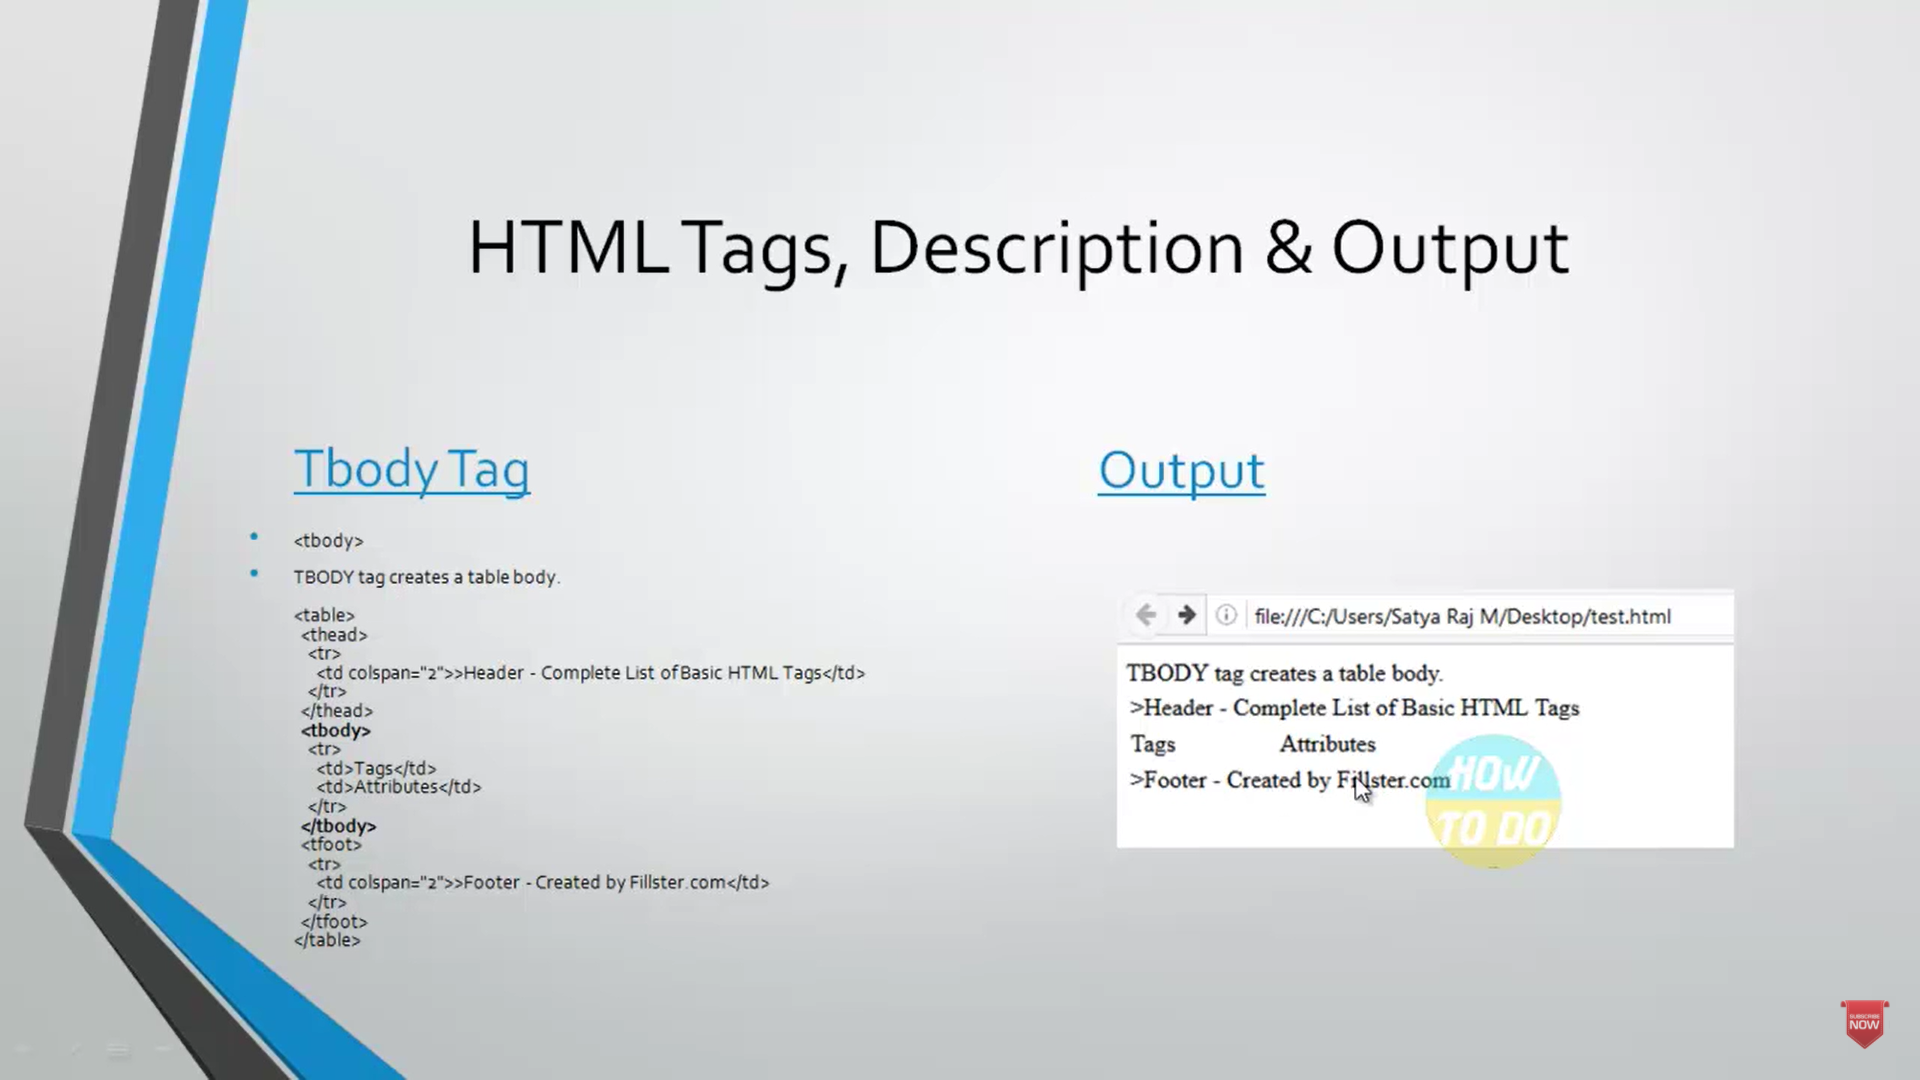 HTML Tags, Description & Output
Tbody Tag
<tbody>
TBODY tag creates a table body.
<table>
<thead>
<tr>
<td colspan="2">>Header - Complete List of Basic HTML Tags</td>
</tr>
</thead>
<tbody>
<tr>
<td>Tags</td>
<td>Attributes</td>
</tr>
</tbody>
<tfoot>
<tr>
<td colspan="2">>Footer - Created by Fillster.com</td>
</tr>
</tfoot>
</table>
Output
file:///C:/Users/Satya Raj M/Desktop/test.html
TBODY tag creates a table body.
>Header - Complete List of Basic HTML Tags
Tags Attributes
>Footer - Created by Fillster.com
HOW
TO DO
SUBSCRIBE
NOW